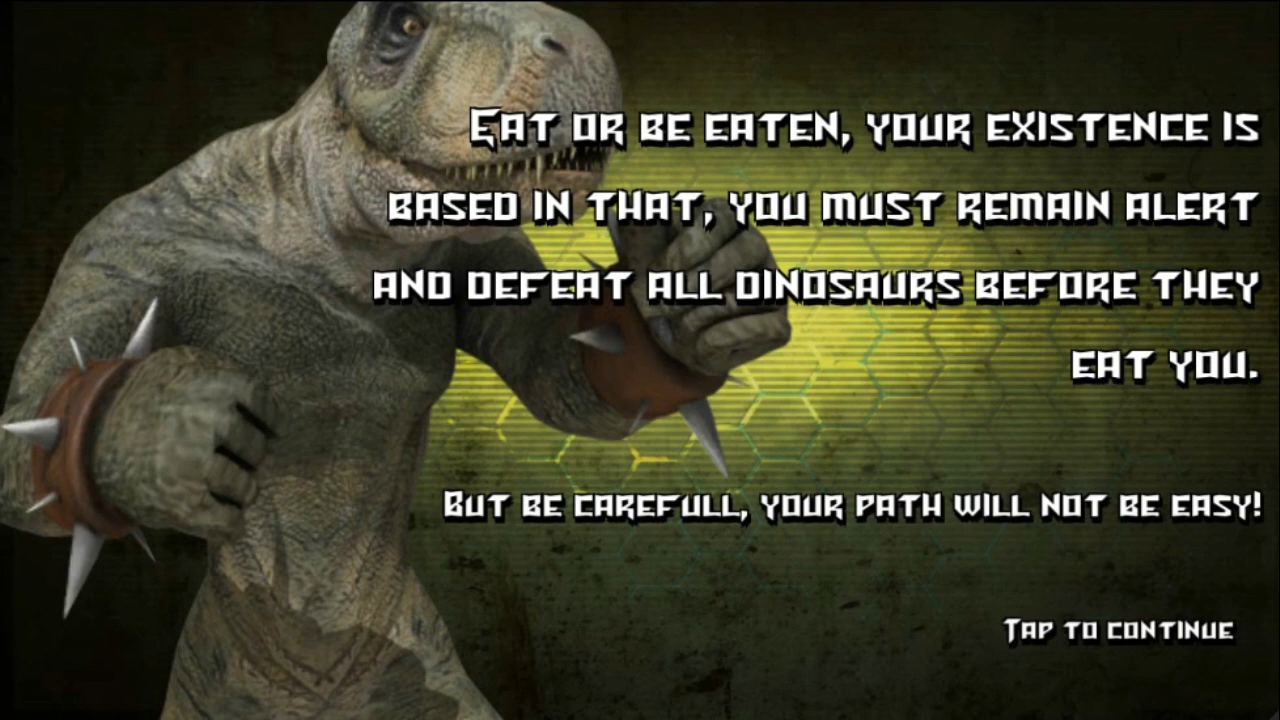 Eat or be eaten, your existence is
based in that, you must remain alert
and defeat all dinosaurs before they
eat you.
But be carefull, your path will not be easy!
Tap to continue